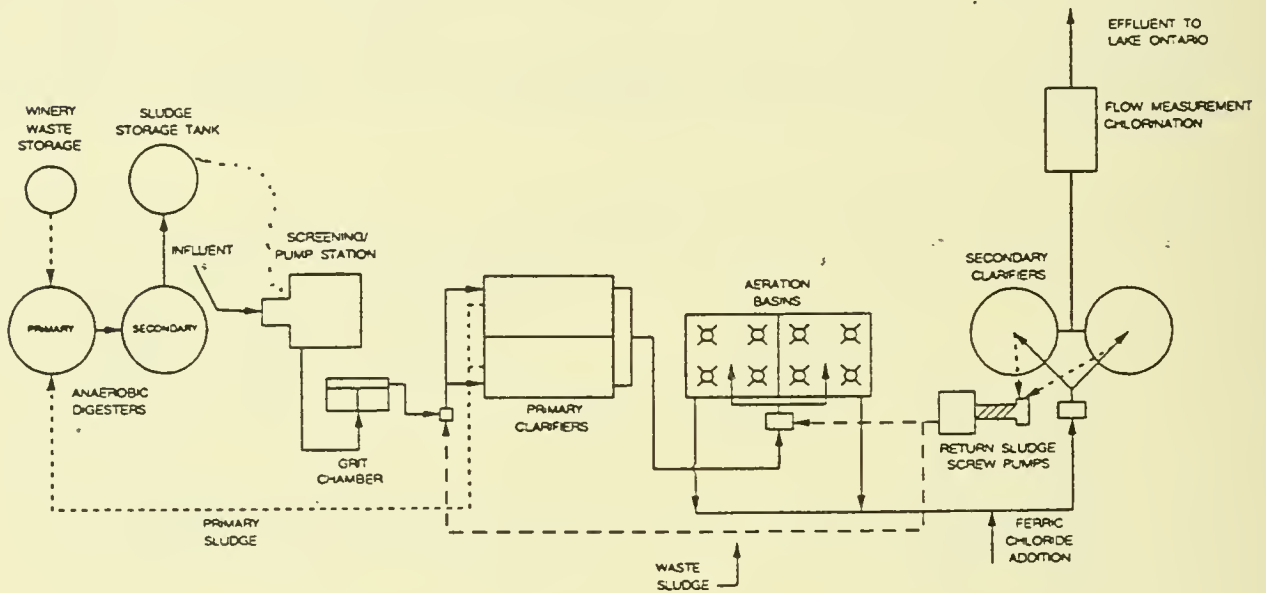 EFFLUENT TO
LAKE ONTARIO
FLOW MEASUREMENT
CHLORINATION
WINERY
WASTE
STORAGE
SLUDGE
STORAGE TANK
INFLUENT
SCREENING/
PUMP STATION
PRIMARY
SECONDARY
ANAEROBIC
DIGESTERS
GRIT
CHAMBER
PRIMARY
CLARIFIERS
AERATION
BASINS
SECONDARY
CLARIFIERS
RETURN SLUDGE
SCREW PUMPS
PRIMARY
SLUDGE
WASTE
SLUDGE
FERRIC
CHLORIDE
ADDITION